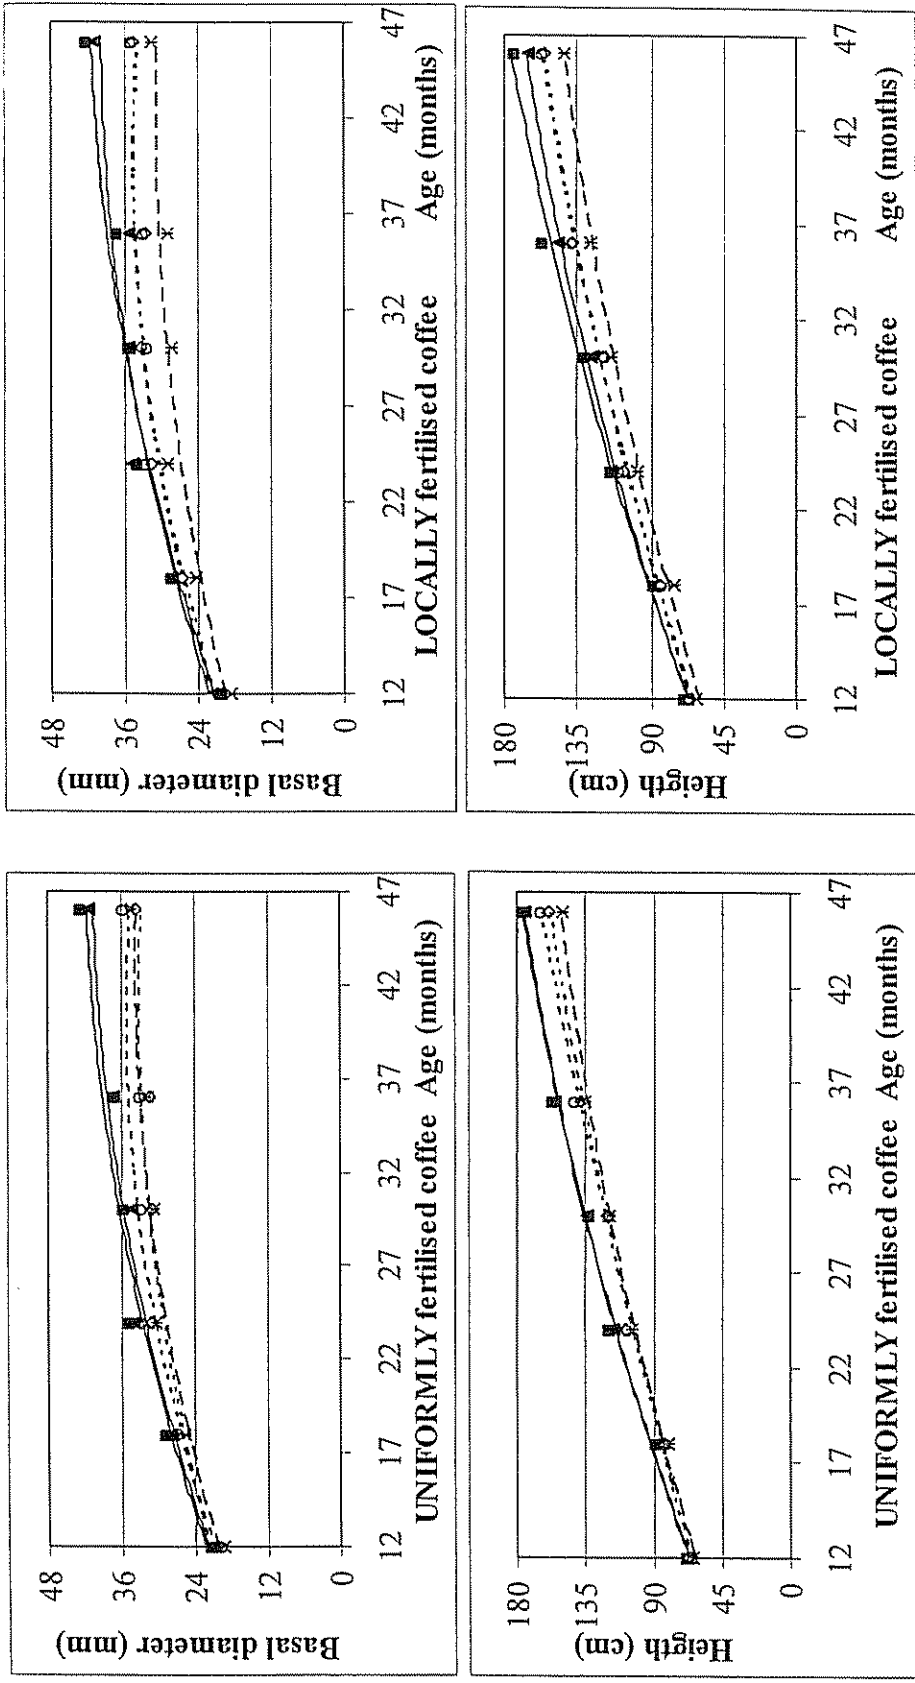 Basal diameter (mm)
48
36
24
12
0
12 17 22 27 32 37 42 47
UNIFORMLY fertilised coffee Age (months)
Basal diameter (mm)
48
36
24
12
0
12 17 22 27 32 37 42 47
LOCALLY fertilised coffee Age (months)
Heigth (cm)
180
135
90
45
0
12 17 22 27 32 37 42 47
UNIFORMLY fertilised coffee Age (months)
Heigth (cm)
180
135
90
45
0
12 17 22 27 32 37 42 47
LOCALLY fertilised coffee Age (months)